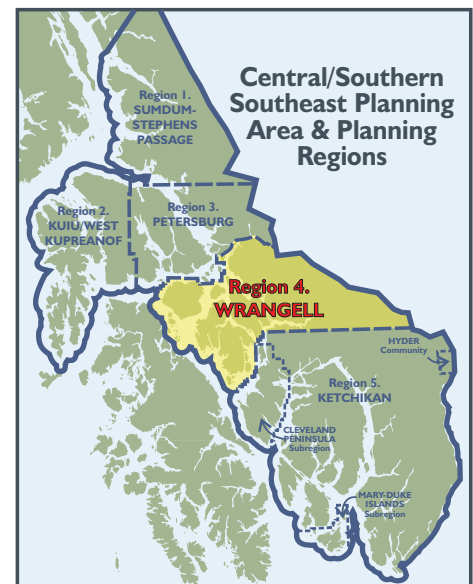 Central/Southern
Southeast Planning
Area & Planning
Regions
Region 1.
SUMDUM-
STEPHENS
PASSAGE
Region 2.
KUIU/WEST
KUPREANOF
Region 3.
PETERSBURG
Region 4.
WRANGELL
HYDER
Community
Region 5.
KETCHIKAN
CLEVELAND
PENINSULA
Subregion
MARY-DUKE
ISLANDS
Subregion